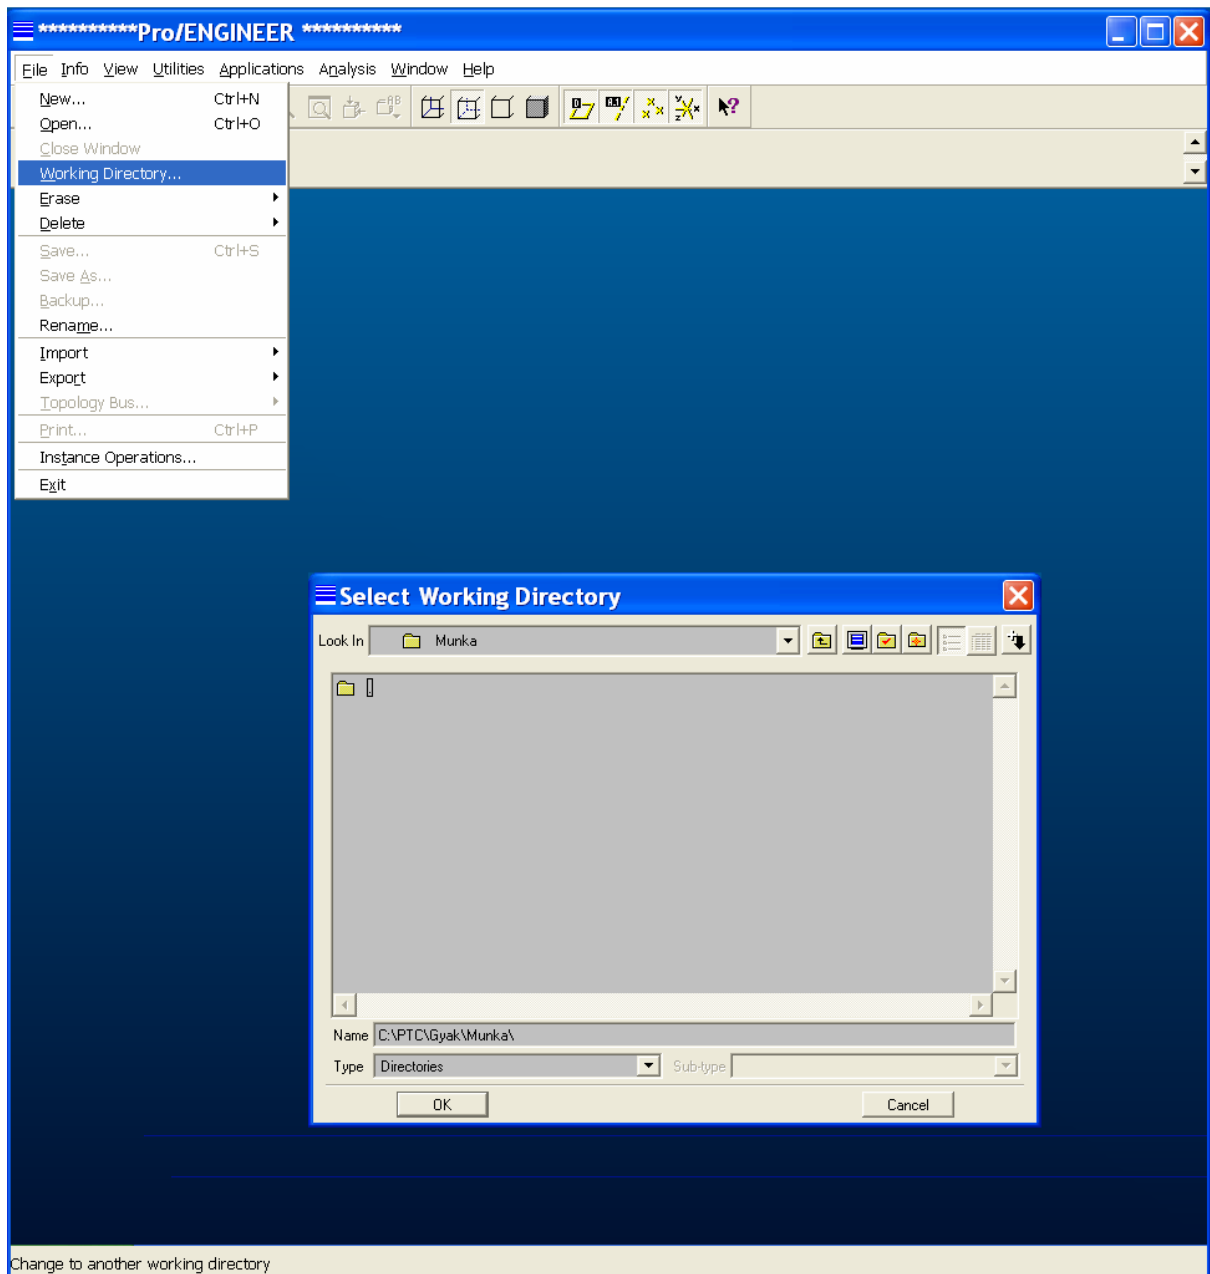 **********Pro/ENGINEER **********
File Info View Utilities Applications Analysis Window Help
New... Ctrl+N
Open... Ctrl+O
Close Window
Working Directory...
Erase
Delete
Save... Ctrl+S
Save As...
Backup...
Rename...
Import
Export
Topology Bus...
Print... Ctrl+P
Instance Operations...
Exit
Select Working Directory
Look In Munka
.
Name C:\PTC\Gyak\Munka\
Type Directories Sub-type
OK Cancel
Change to another working directory